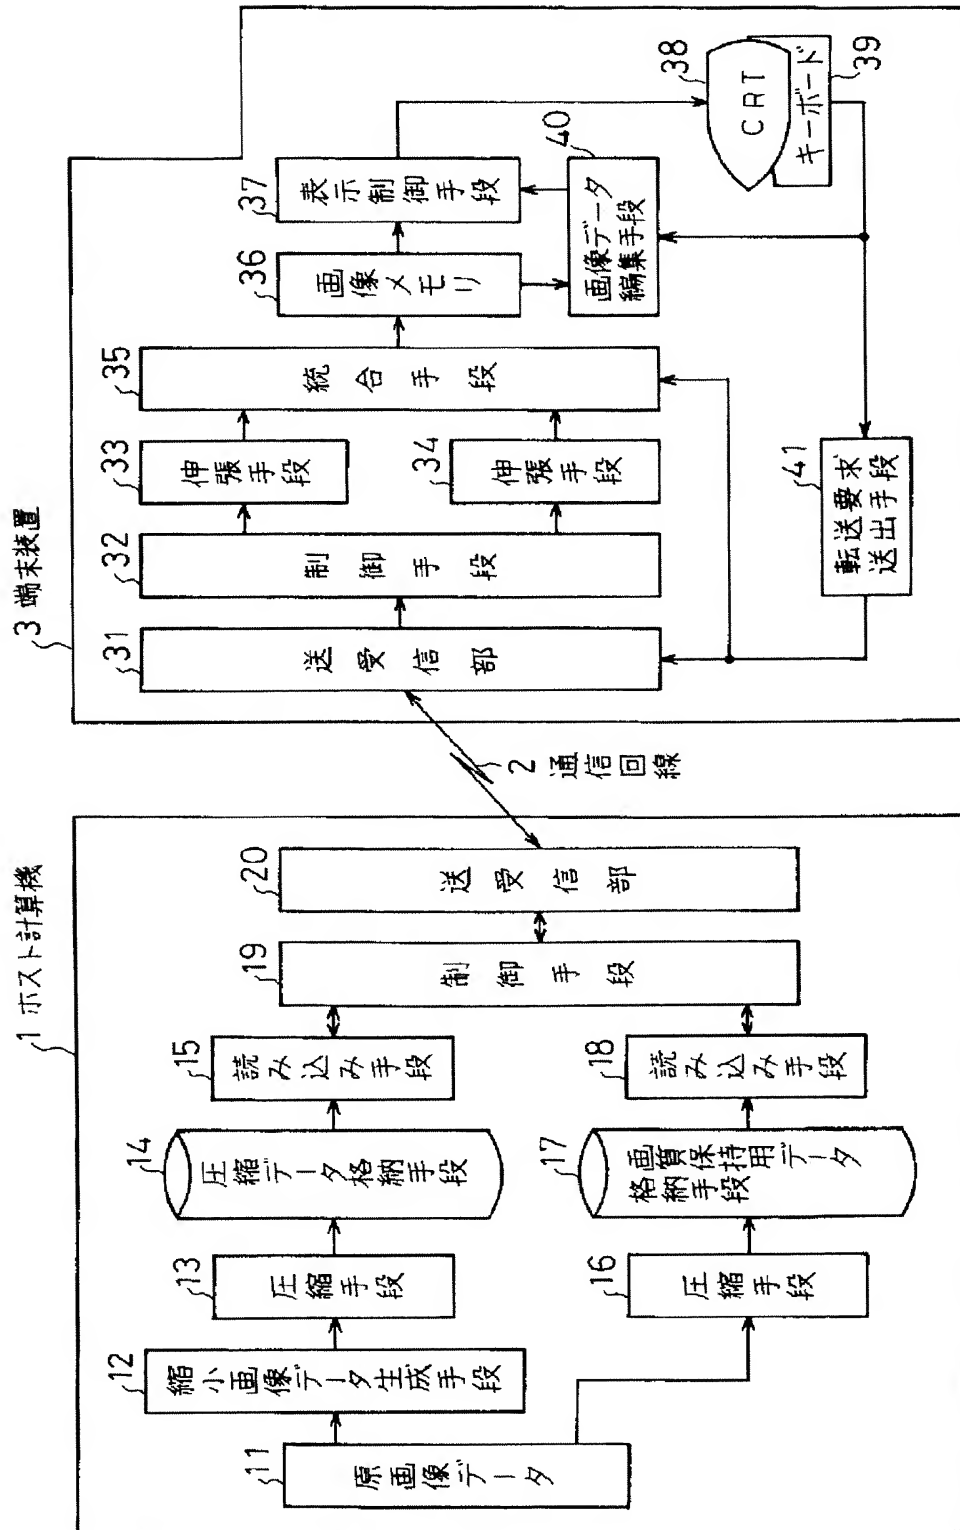 1 ホスト計算機
11
原画像データ
12
縮小画像データ生成手段
13
圧縮手段
14
圧縮データ格納手段
15
読み込み手段
16
圧縮手段
17
画質保持用データ
格納手段
18
読み込み手段
19
制御手段
20
送受信部
2 通信回線
3 端末装置
31
送受信部
32
制御手段
33
伸張手段
34
伸張手段
35
統合手段
36
画像メモリ
37
表示制御手段
38
CRT
キーボード
39
40
画像データ
編集手段
41
転送要求
送出手段